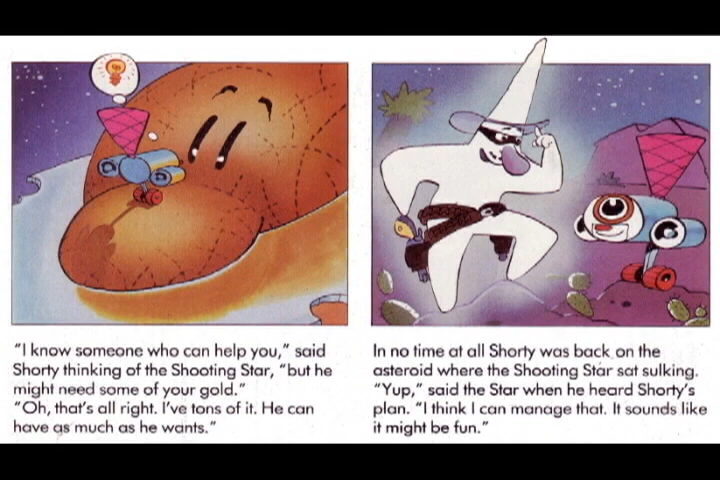 "I know someone who can help you," said
Shorty thinking of the Shooting Star, "but he
might need some of your gold."
"Oh, that's all right. I've tons of it. He can
have as much as he wants."
In no time at all Shorty was back on the
asteroid where the Shooting Star sat sulking.
"Yup," said the Star when he heard Shorty's
plan. "I think I can manage that. It sounds like
it might be fun."